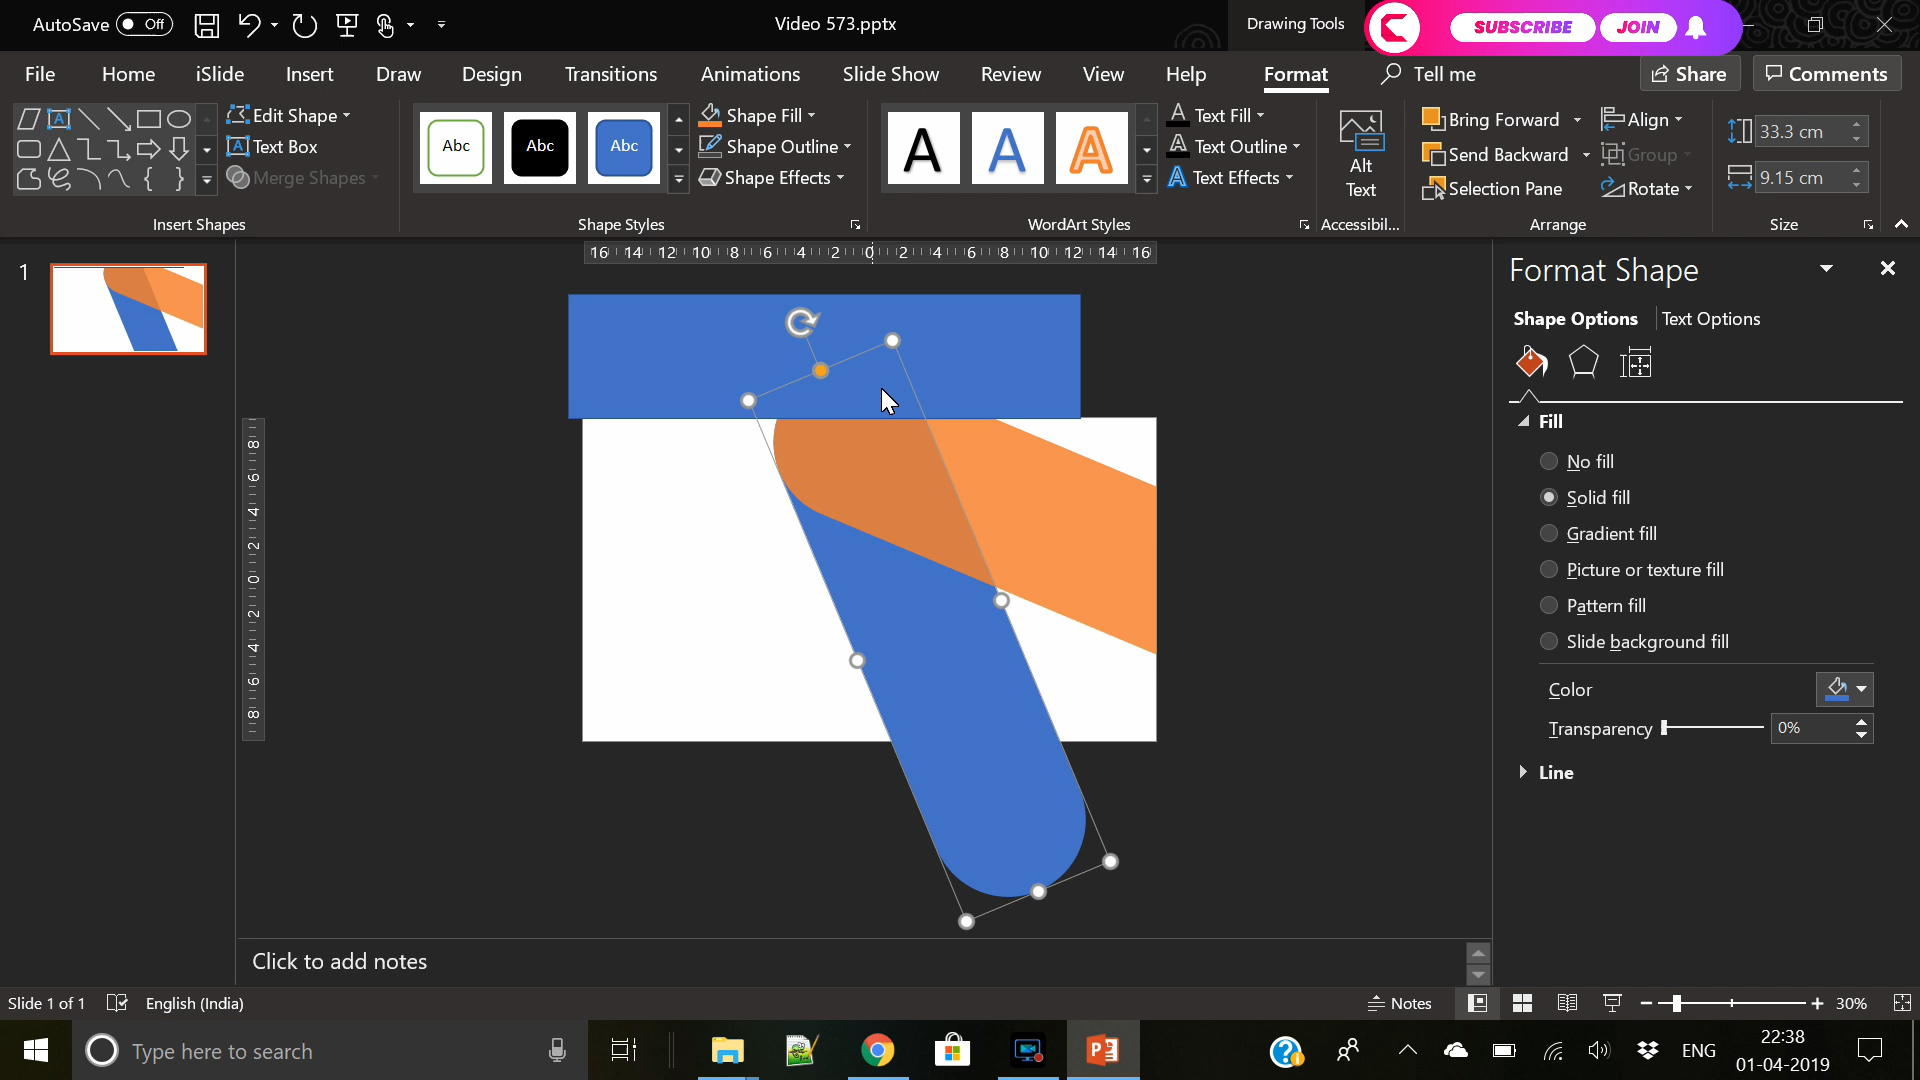 AutoSave Off
Video 573.pptx
Drawing Tools
SUBSCRIBE
JOIN
File Home iSlide Insert Draw Design Transitions Animations Slide Show Review View Help Format Tell me
Share
Comments
A
Edit Shape
Text Box
Merge Shapes
Insert Shapes
Abc Abc Abc
Shape Fill
Shape Outline
Shape Effects
Shape Styles
A A A
Text Fill
Text Outline
Text Effects
WordArt Styles
Alt
Text
Accessibil...
Bring Forward
Send Backward
Selection Pane
Align
Group
Rotate
Arrange
33.3 cm
9.15 cm
Size
16 14 12 10 8 6 4 2 0 2 4 6 8 10 12 14 16
8 6 4 2 0 2 4 6 8
1
Format Shape
Shape Options
Text Options
Fill
No fill
Solid fill
Gradient fill
Picture or texture fill
Pattern fill
Slide background fill
Color
Transparency 0%
Line
Click to add notes
Slide 1 of 1
English (India)
Notes
30%
Type here to search
ENG
22:38
01-04-2019